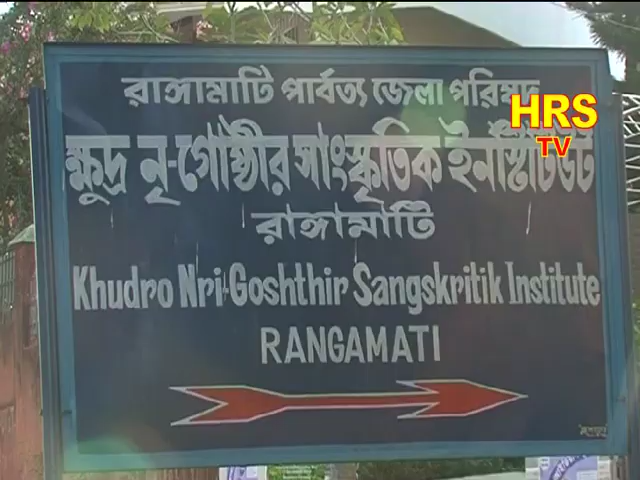 রাঙ্গামাটি পার্বত্য জেলা পরিষদ
HRS
TV
ক্ষুদ্র নৃ-গোষ্ঠীর সাংস্কৃতিক ইনস্টিটিউট
রাঙ্গামাটি
Khudro Nri-Goshthir Sangskritik Institute
RANGAMATI